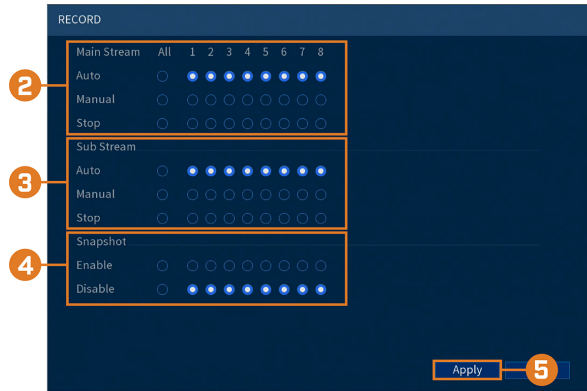 RECORD
Main Stream All 1 2 3 4 5 6 7 8
Auto
Manual
Stop
2
Sub Stream
Auto
Manual
Stop
3
Snapshot
Enable
Disable
4
Apply
5